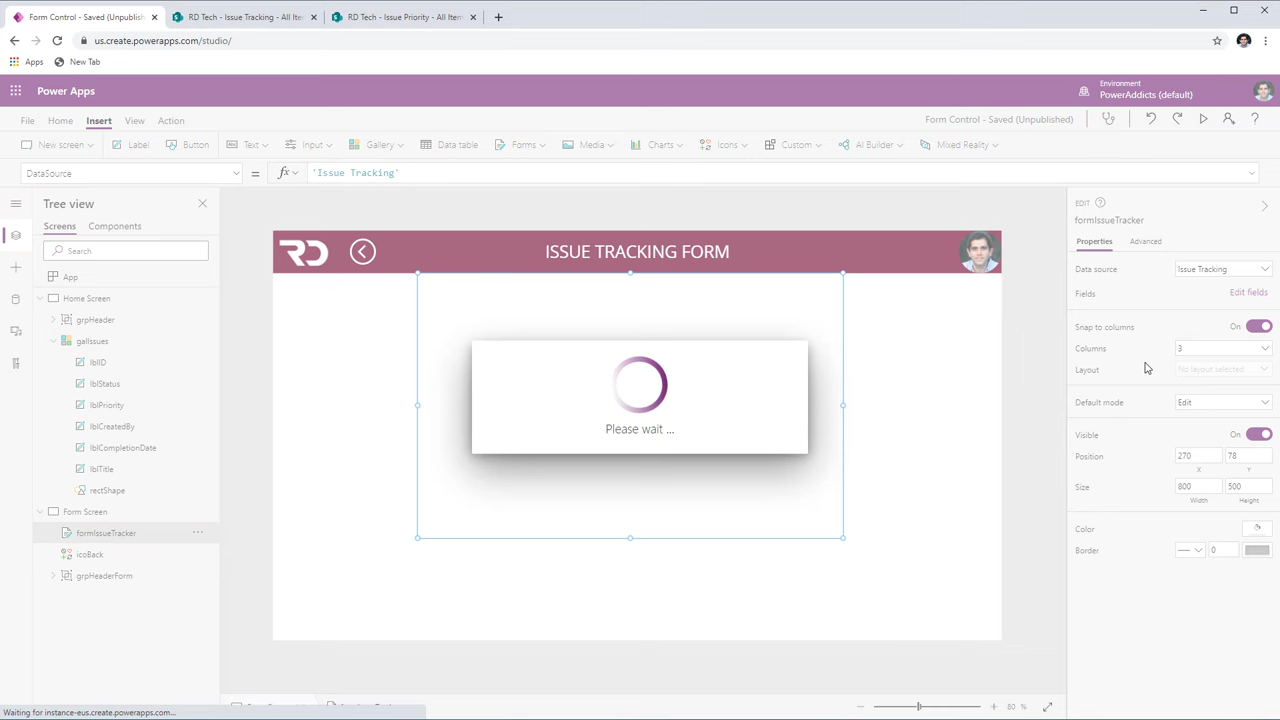 Form Control - Saved (Unpublish
RD Tech - Issue Tracking - All Iten
RD Tech - Issue Priority - All Item
us.create.powerapps.com/studio/
Apps
New Tab
Power Apps
Environment
PowerAddicts (default)
File
Home
Insert
View
Action
Form Control - Saved (Unpublished)
New screen
Label
Button
Text
Input
Gallery
Data table
Forms
Media
Charts
Icons
Custom
AI Builder
Mixed Reality
DataSource
=
fx
'Issue Tracking'
Tree view
Screens
Components
Search
App
Home Screen
grpHeader
galIssues
lblID
lblStatus
lblPriority
lblCreatedBy
lblCompletionDate
lblTitle
rectShape
Form Screen
formIssueTracker
icoBack
grpHeaderForm
RD
ISSUE TRACKING FORM
Please wait ...
EDIT
formIssueTracker
Properties
Advanced
Data source
Issue Tracking
Fields
Edit fields
Snap to columns
On
Columns
3
Layout
No layout selected
Default mode
Edit
Visible
On
Position
270
78
X
Y
Size
800
500
Width
Height
Color
Border
0
Waiting for instance-eus.create.powerapps.com...
80 %